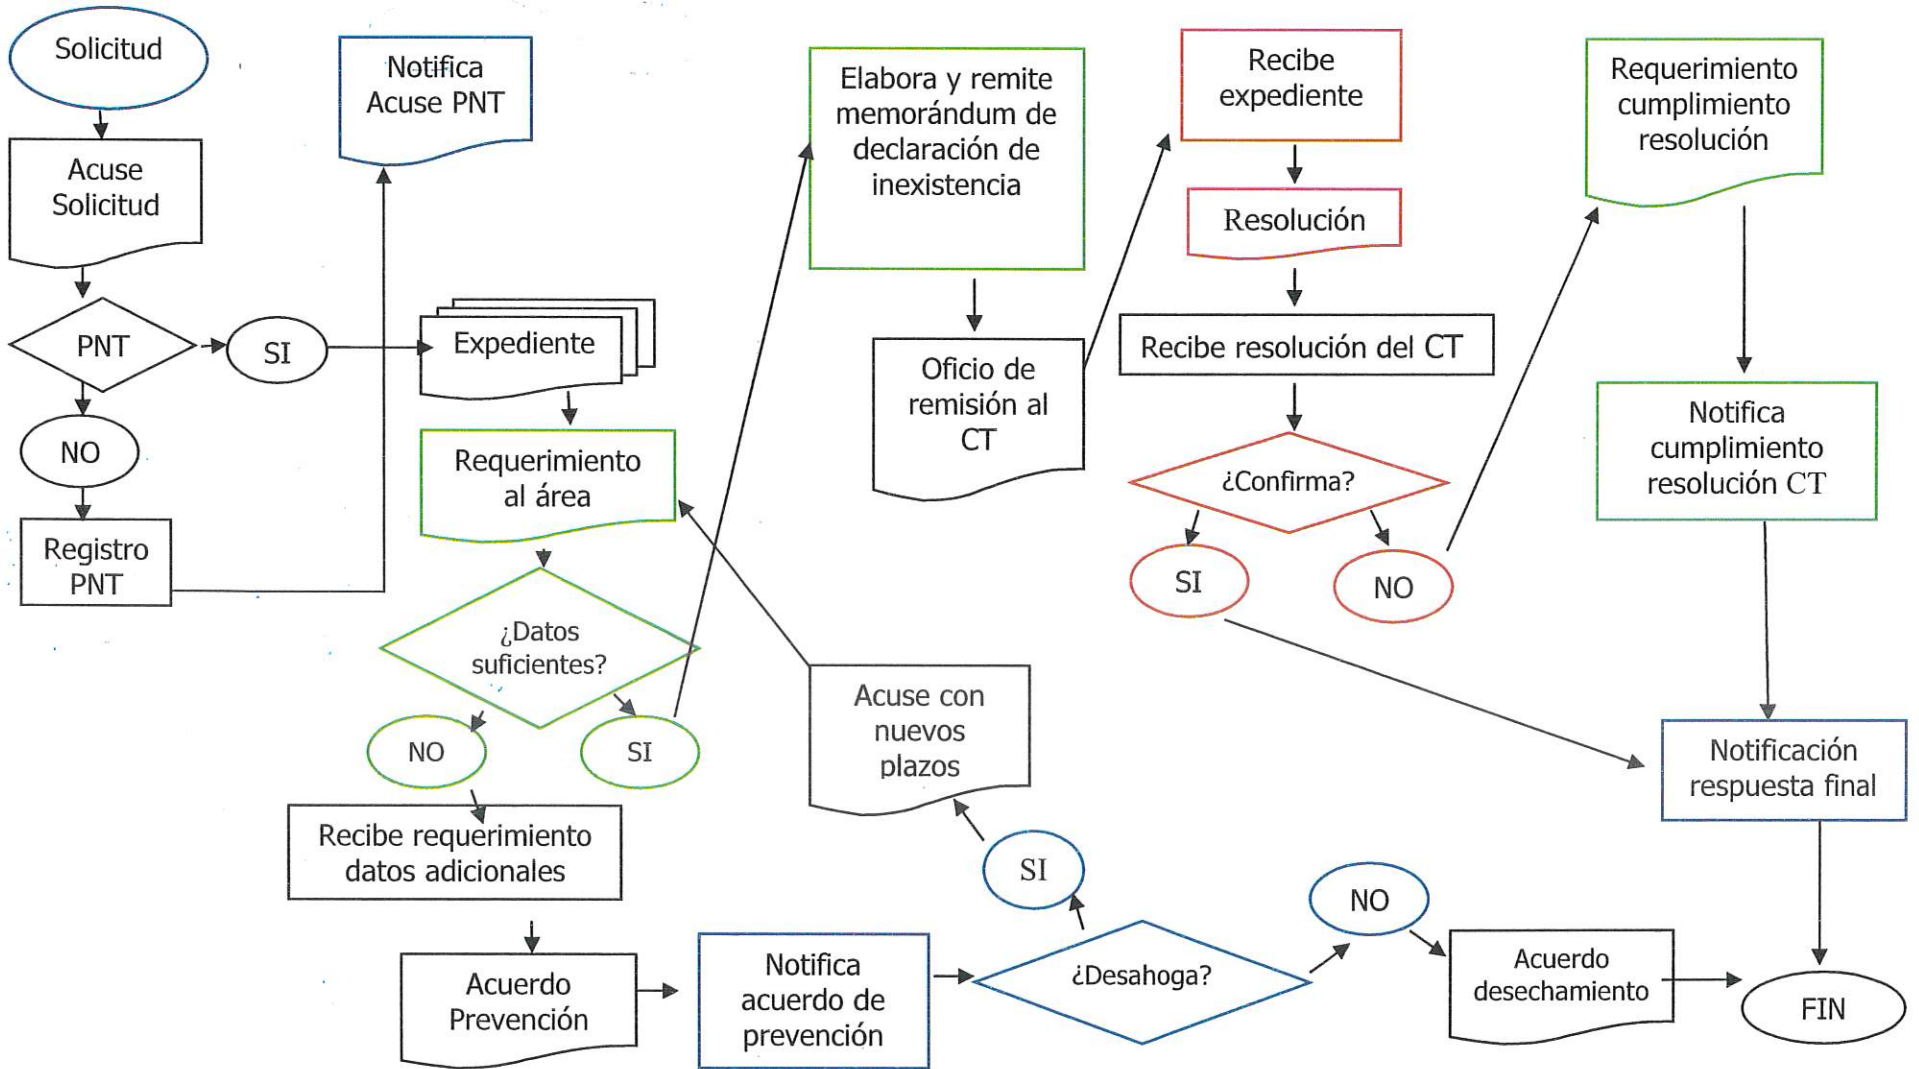 Solicitud
Acuse
Solicitud
PNT
SI
NO
Registro
PNT
Notifica
Acuse PNT
Expediente
Requerimiento
al área
¿Datos
suficientes?
NO
SI
Recibe requerimiento
datos adicionales
Acuerdo
Prevención
Notifica
acuerdo de
prevención
¿Desahoga?
SI
Acuse con
nuevos
plazos
NO
Acuerdo
desechamiento
FIN
Elabora y remite
memorándum de
declaración de
inexistencia
Oficio de
remisión al
CT
Recibe
expediente
Resolución
Recibe resolución del CT
¿Confirma?
SI
NO
Requerimiento
cumplimiento
resolución
Notifica
cumplimiento
resolución CT
Notificación
respuesta final